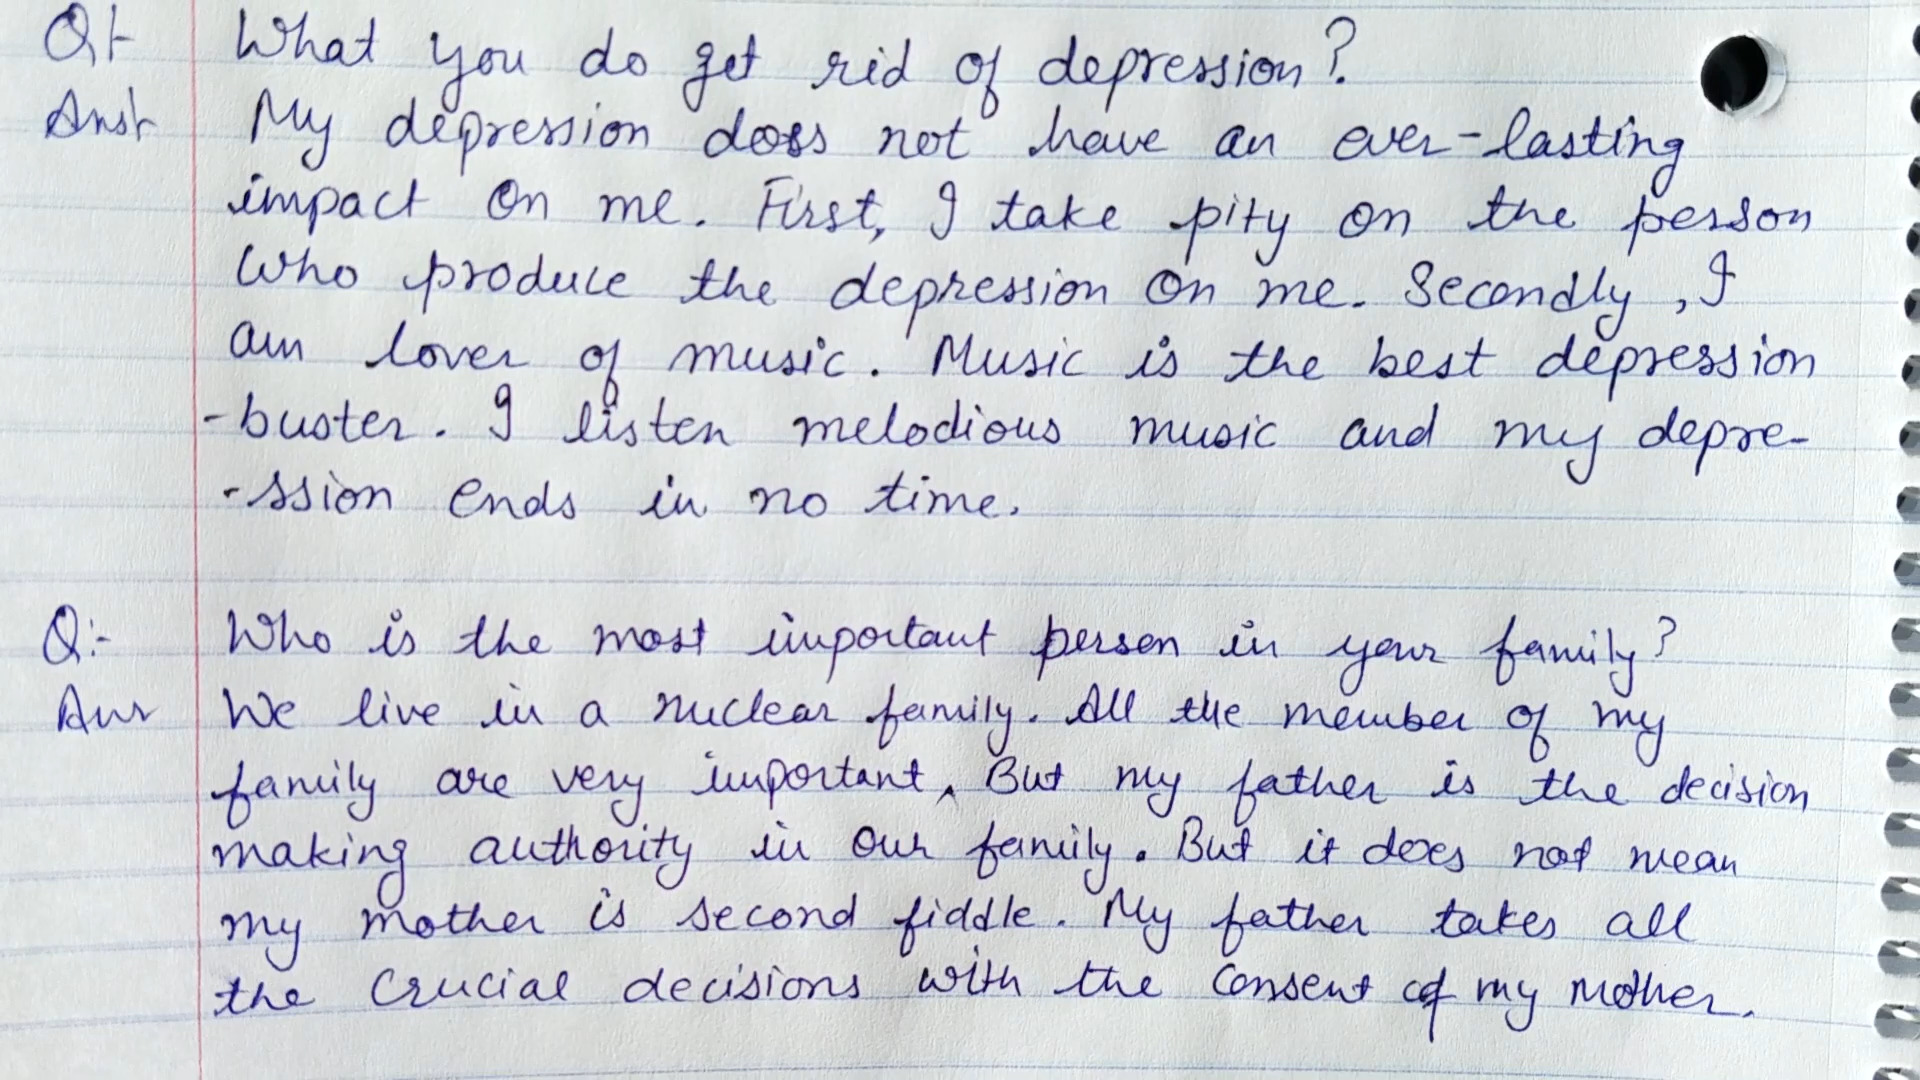 Q:- What you do get rid of depression?
Ans:- My depression does not have an ever-lasting
impact on me. First, I take pity on the person
who produce the depression on me. Secondly, I
am lover of music. Music is the best depression
-buster. I listen melodious music and my depre-
-ssion ends in no time.
Q:- Who is the most important person in your family?
Ans We live in a nuclear family. All the member of my
family are very important. But my father is the decision
making authority in our family. But it does not mean
my mother is second fiddle. My father takes all
the crucial decisions with the consent of my mother.